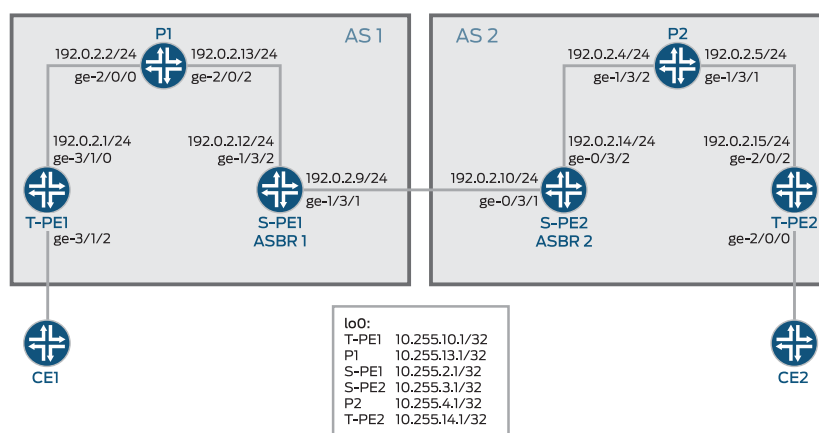 P1
AS 1
AS 2
P2
192.0.2.2/24
192.0.2.13/24
ge-2/0/0
ge-2/0/2
192.0.2.4/24
192.0.2.5/24
ge-1/3/2
ge-1/3/1
192.0.2.1/24
ge-3/1/0
192.0.2.12/24
ge-1/3/2
192.0.2.14/24
ge-0/3/2
192.0.2.15/24
ge-2/0/2
192.0.2.9/24
ge-1/3/1
192.0.2.10/24
ge-0/3/1
T-PE1
ge-3/1/2
S-PE1
ASBR 1
S-PE2
ASBR 2
T-PE2
ge-2/0/0
CE1
CE2
lo0:
T-PE1 10.255.10.1/32
P1 10.255.13.1/32
S-PE1 10.255.2.1/32
S-PE2 10.255.3.1/32
P2 10.255.4.1/32
T-PE2 10.255.14.1/32